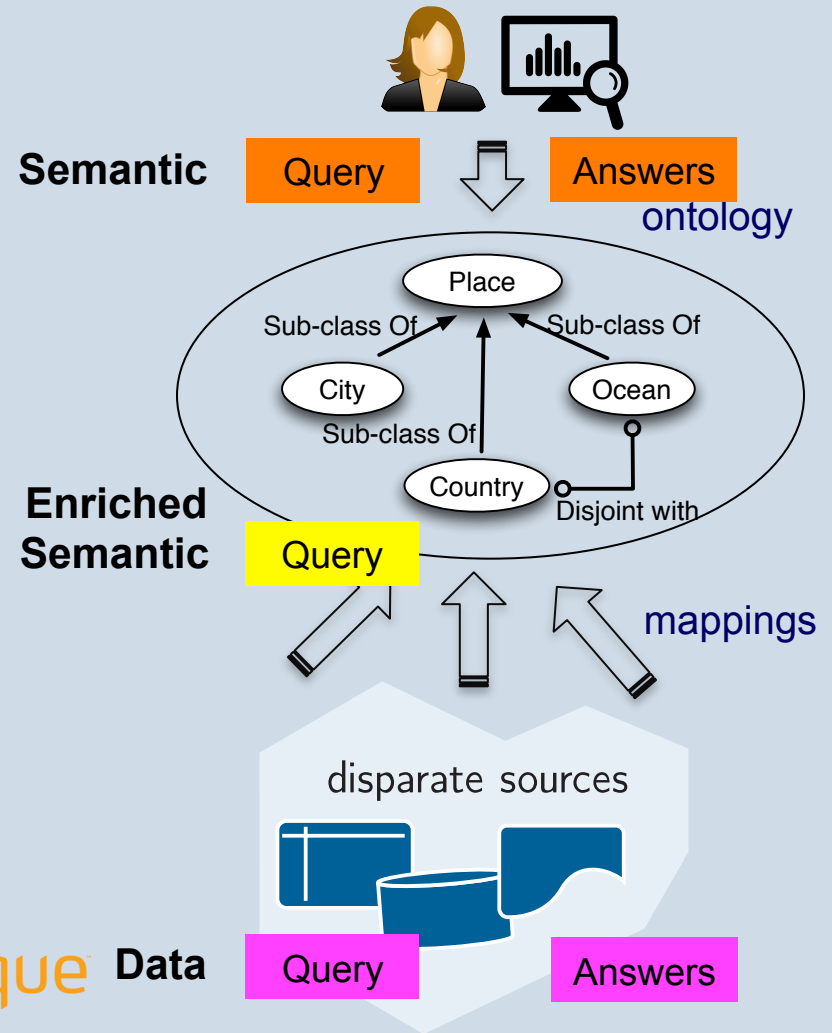 Semantic Query Answers
ontology
Place
Sub-class Of Sub-class Of
City Ocean
Sub-class Of
Country
Disjoint with
Enriched
Semantic Query
mappings
disparate sources
Data Query Answers